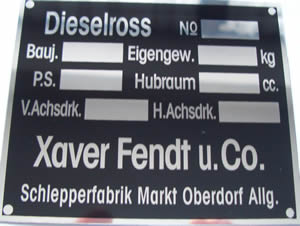 Dieselross No
Bauj. Eigengew. kg
P.S. Hubraum cc.
V.Achsdrk. H.Achsdrk.
Xaver Fendt u. Co.
Schlepperfabrik Markt Oberdorf Allg.